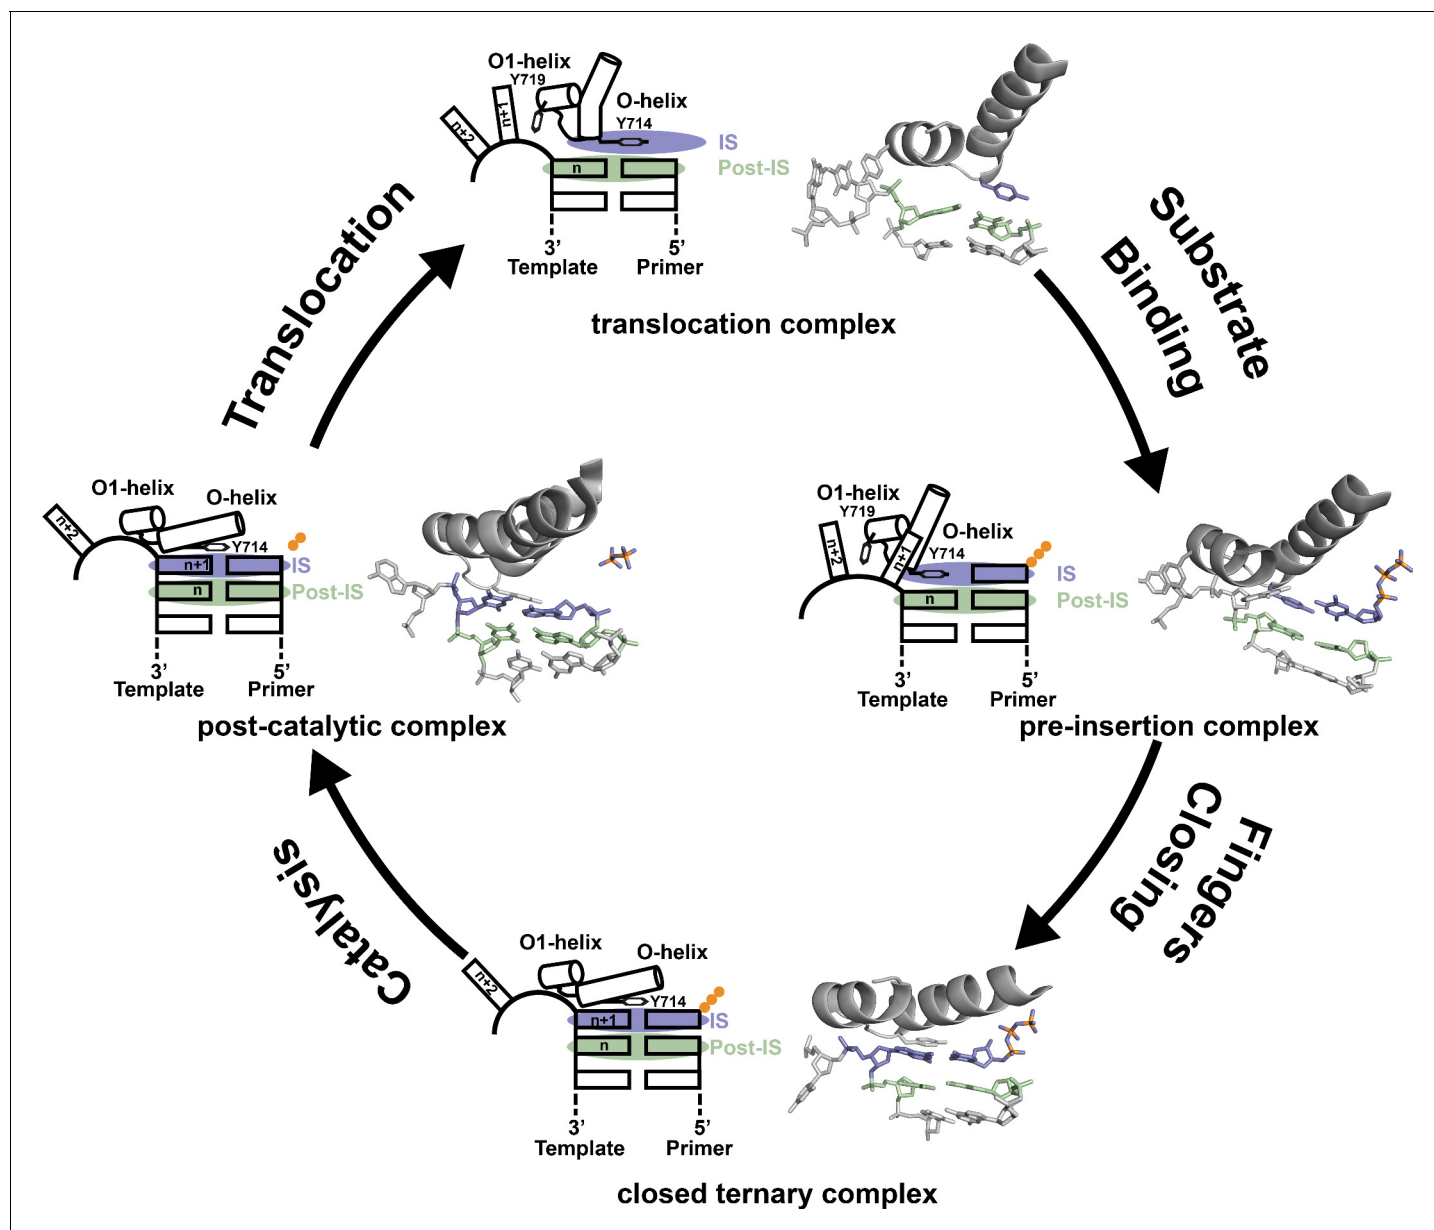 O1-helix
Y719
O-helix
Y714
n+2
n+1
IS
n
Post-IS
3’ 5’
Template Primer
translocation complex
Translocation
Substrate
Binding
O1-helix
O-helix
n+2
Y714
n+1
IS
n
Post-IS
3’ 5’
Template Primer
post-catalytic complex
O1-helix
Y719
O-helix
n+2
n+1
Y714
IS
n
Post-IS
3’ 5’
Template Primer
pre-insertion complex
Fingers
Closing
Catalysis
O1-helix
O-helix
n+2
Y714
n+1
IS
n
Post-IS
3’ 5’
Template Primer
closed ternary complex